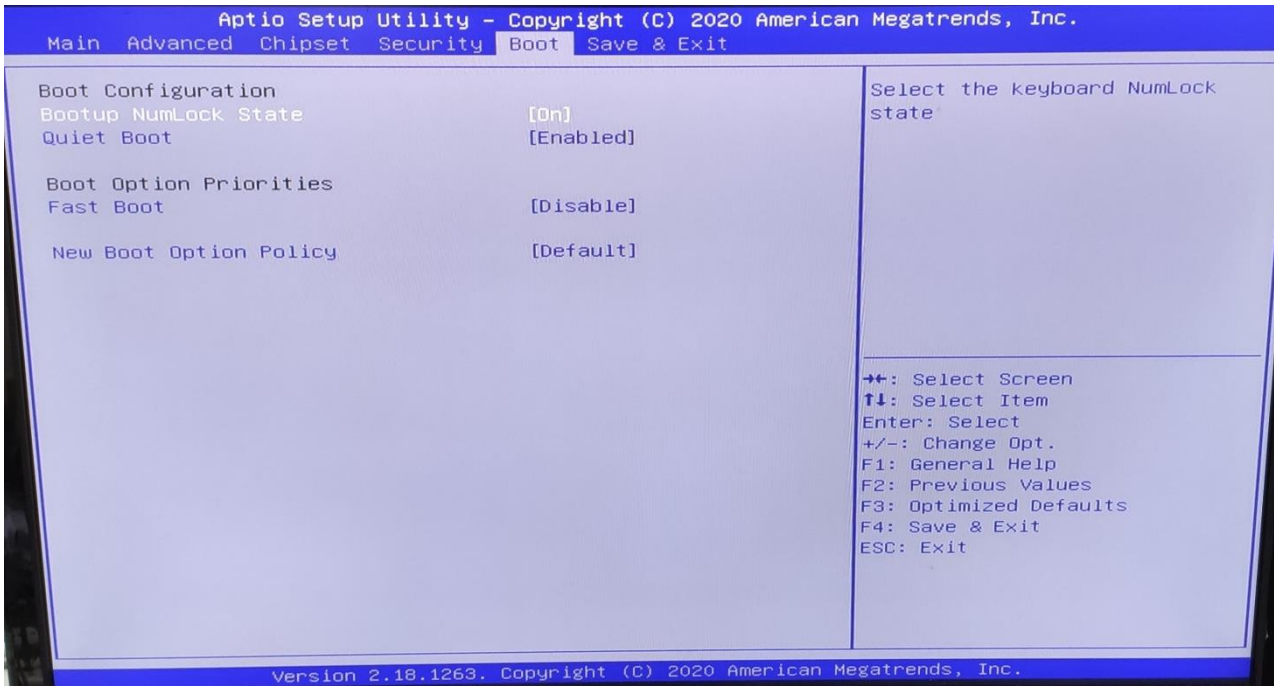 Aptio Setup Utility - Copyright (C) 2020 American Megatrends, Inc.
Main Advanced Chipset Security Boot Save & Exit
Boot Configuration
Bootup NumLock State [On]
Quiet Boot [Enabled]
Boot Option Priorities
Fast Boot [Disable]
New Boot Option Policy [Default]
Select the keyboard NumLock
state
→←: Select Screen
↑↓: Select Item
Enter: Select
+/-: Change Opt.
F1: General Help
F2: Previous Values
F3: Optimized Defaults
F4: Save & Exit
ESC: Exit
Version 2.18.1263. Copyright (C) 2020 American Megatrends, Inc.